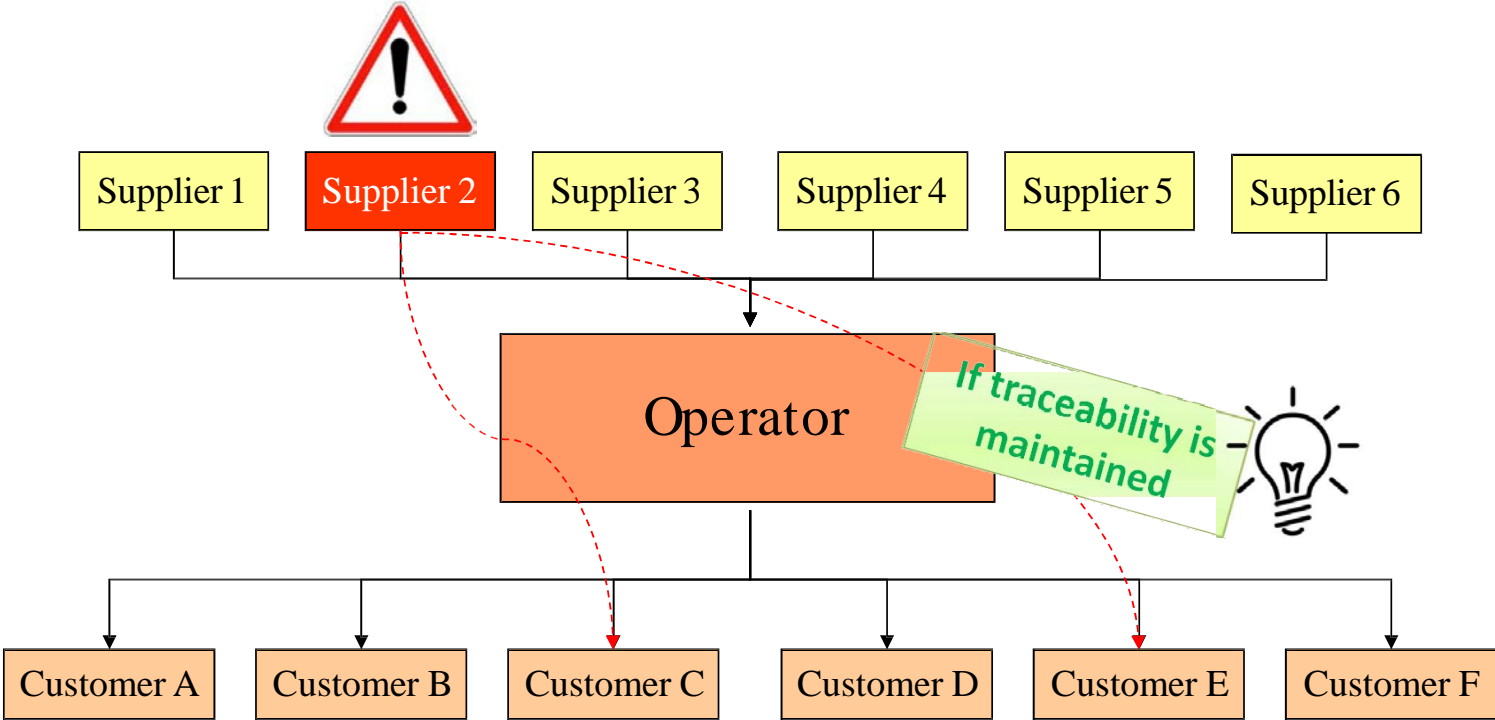 Supplier 1
Supplier 2
Supplier 3
Supplier 4
Supplier 5
Supplier 6
Operator
If traceability is
maintained
Customer A
Customer B
Customer C
Customer D
Customer E
Customer F